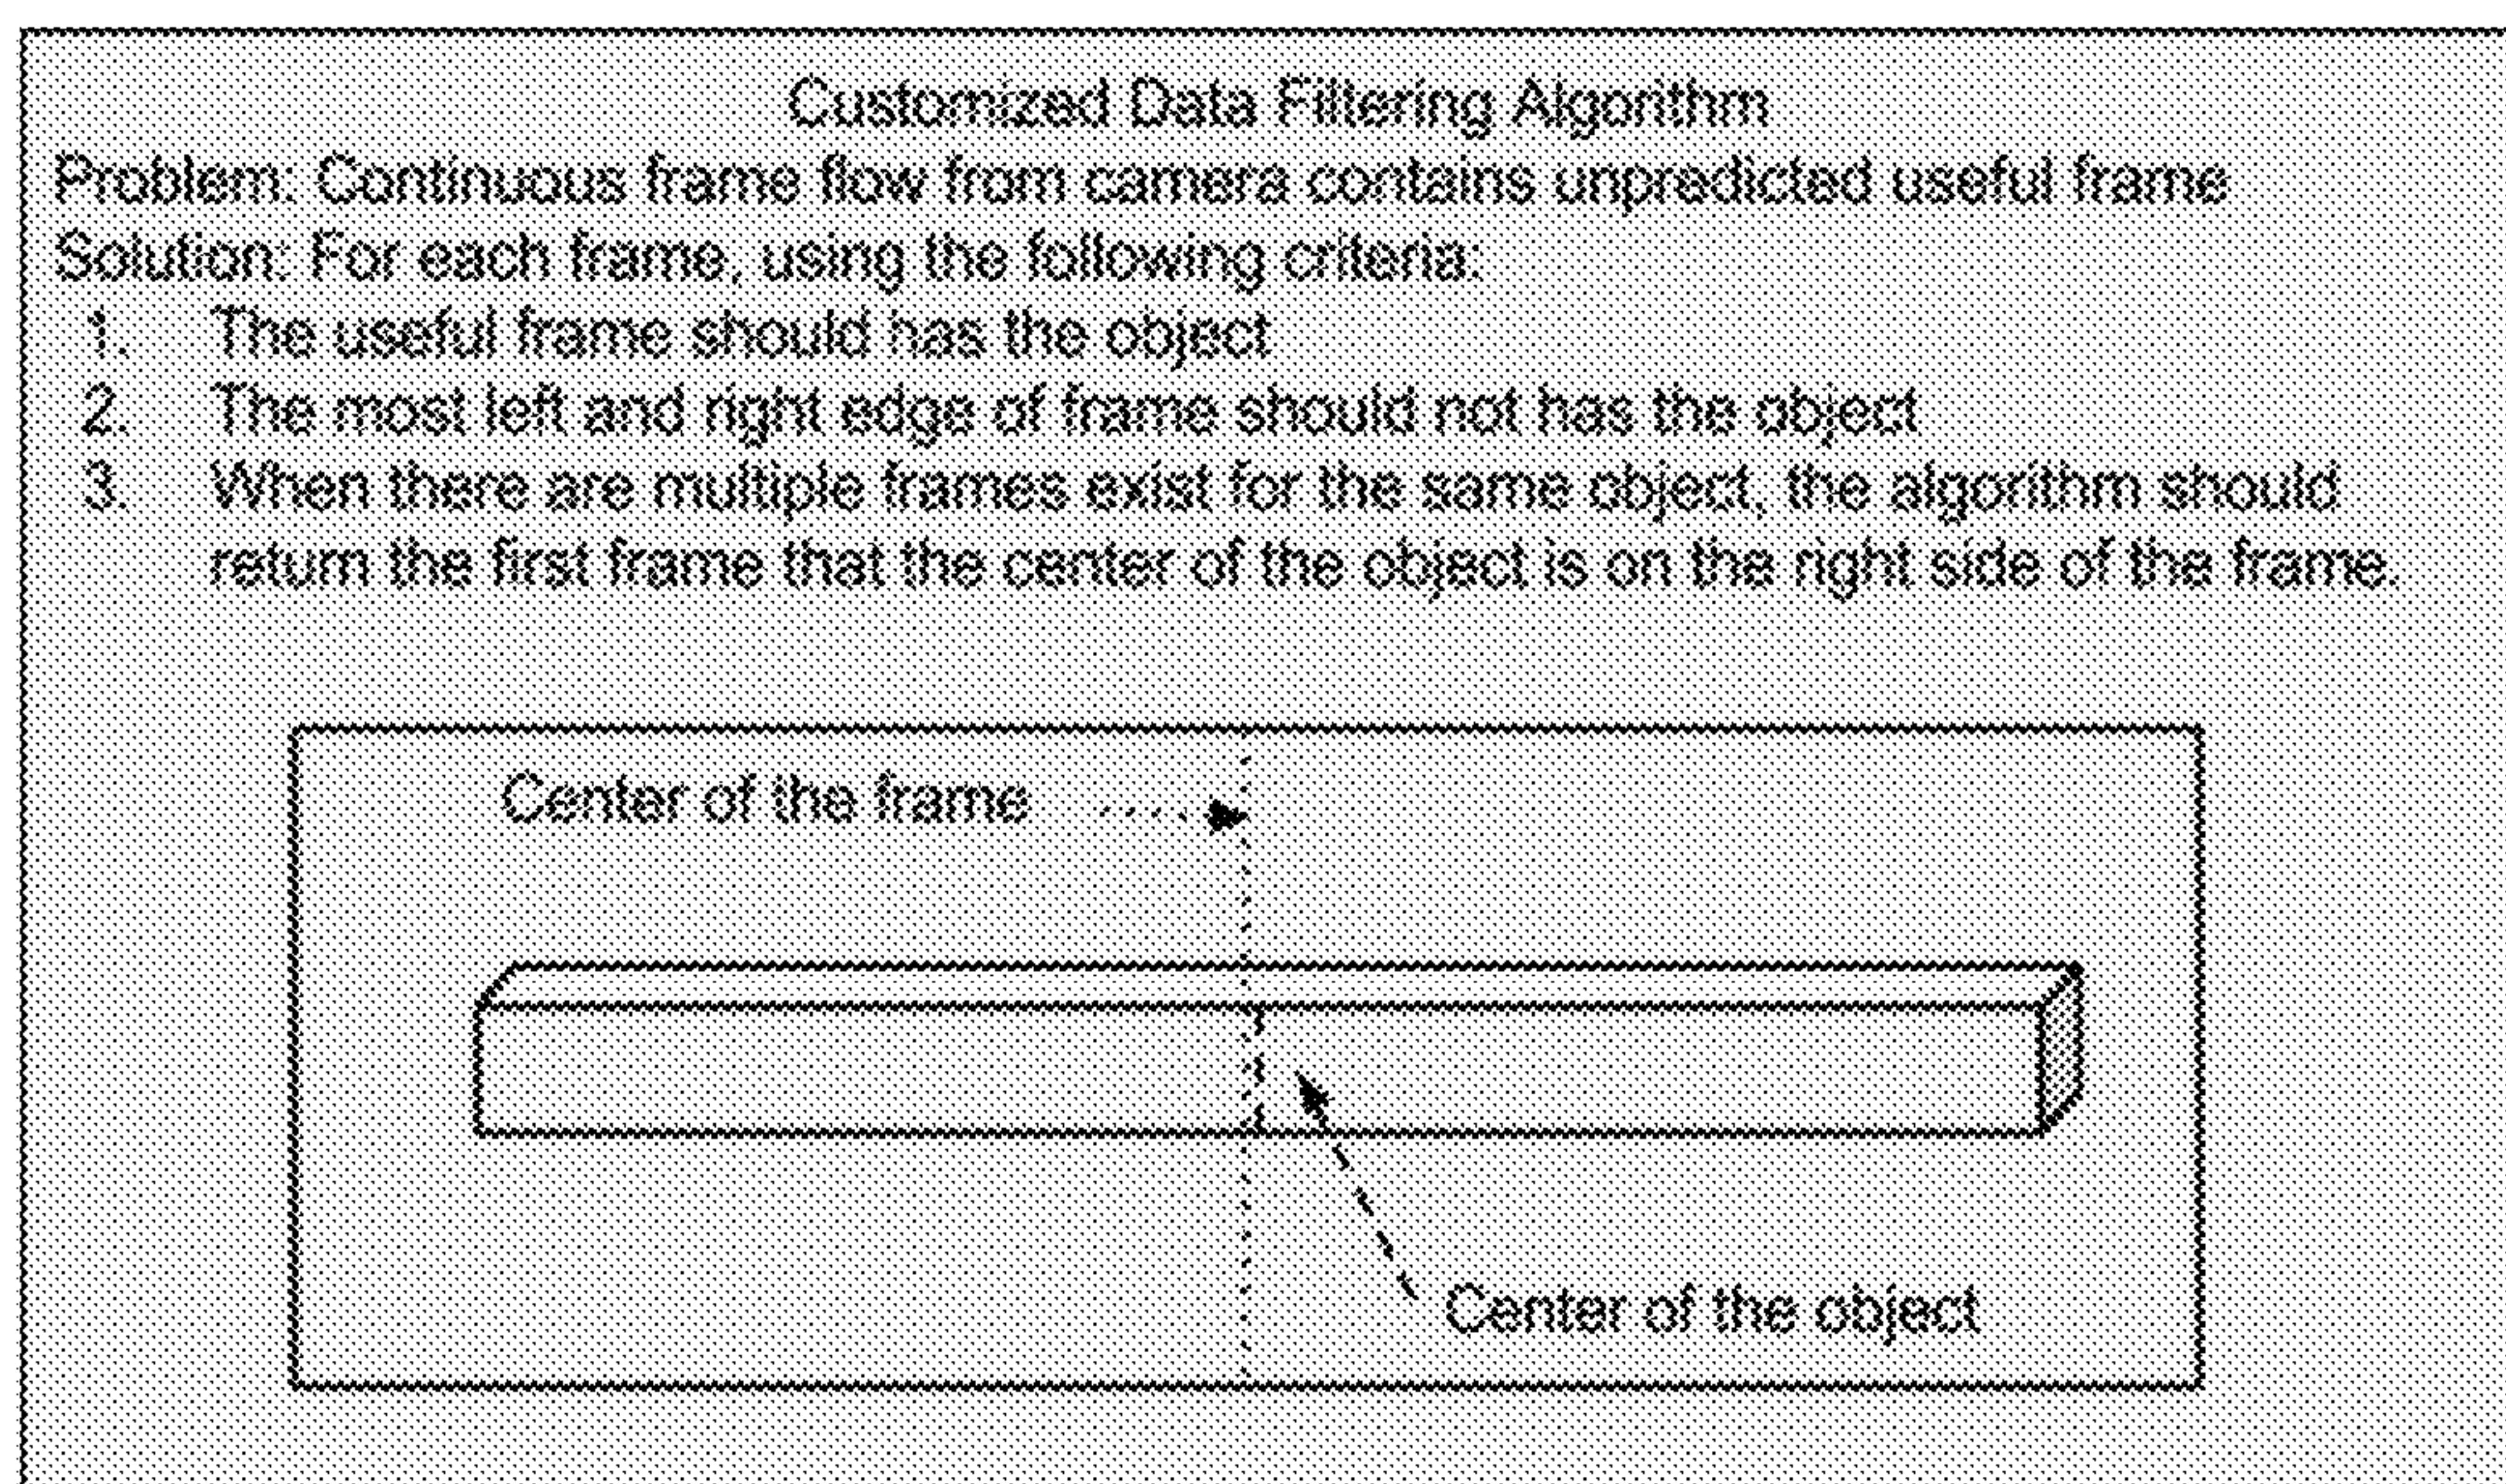 Customized Data Filtering Algorithm
Problem: Continuous frame flow from camera contains unpredicted useful frame
Solution: For each frame, using the following criteria:
1. The useful frame should has the object
2. The most left and right edge of frame should not has the object
3. When there are multiple frames exist for the same object, the algorithm should
return the first frame that the center of the object is on the right side of the frame.
Center of the frame
Center of the object